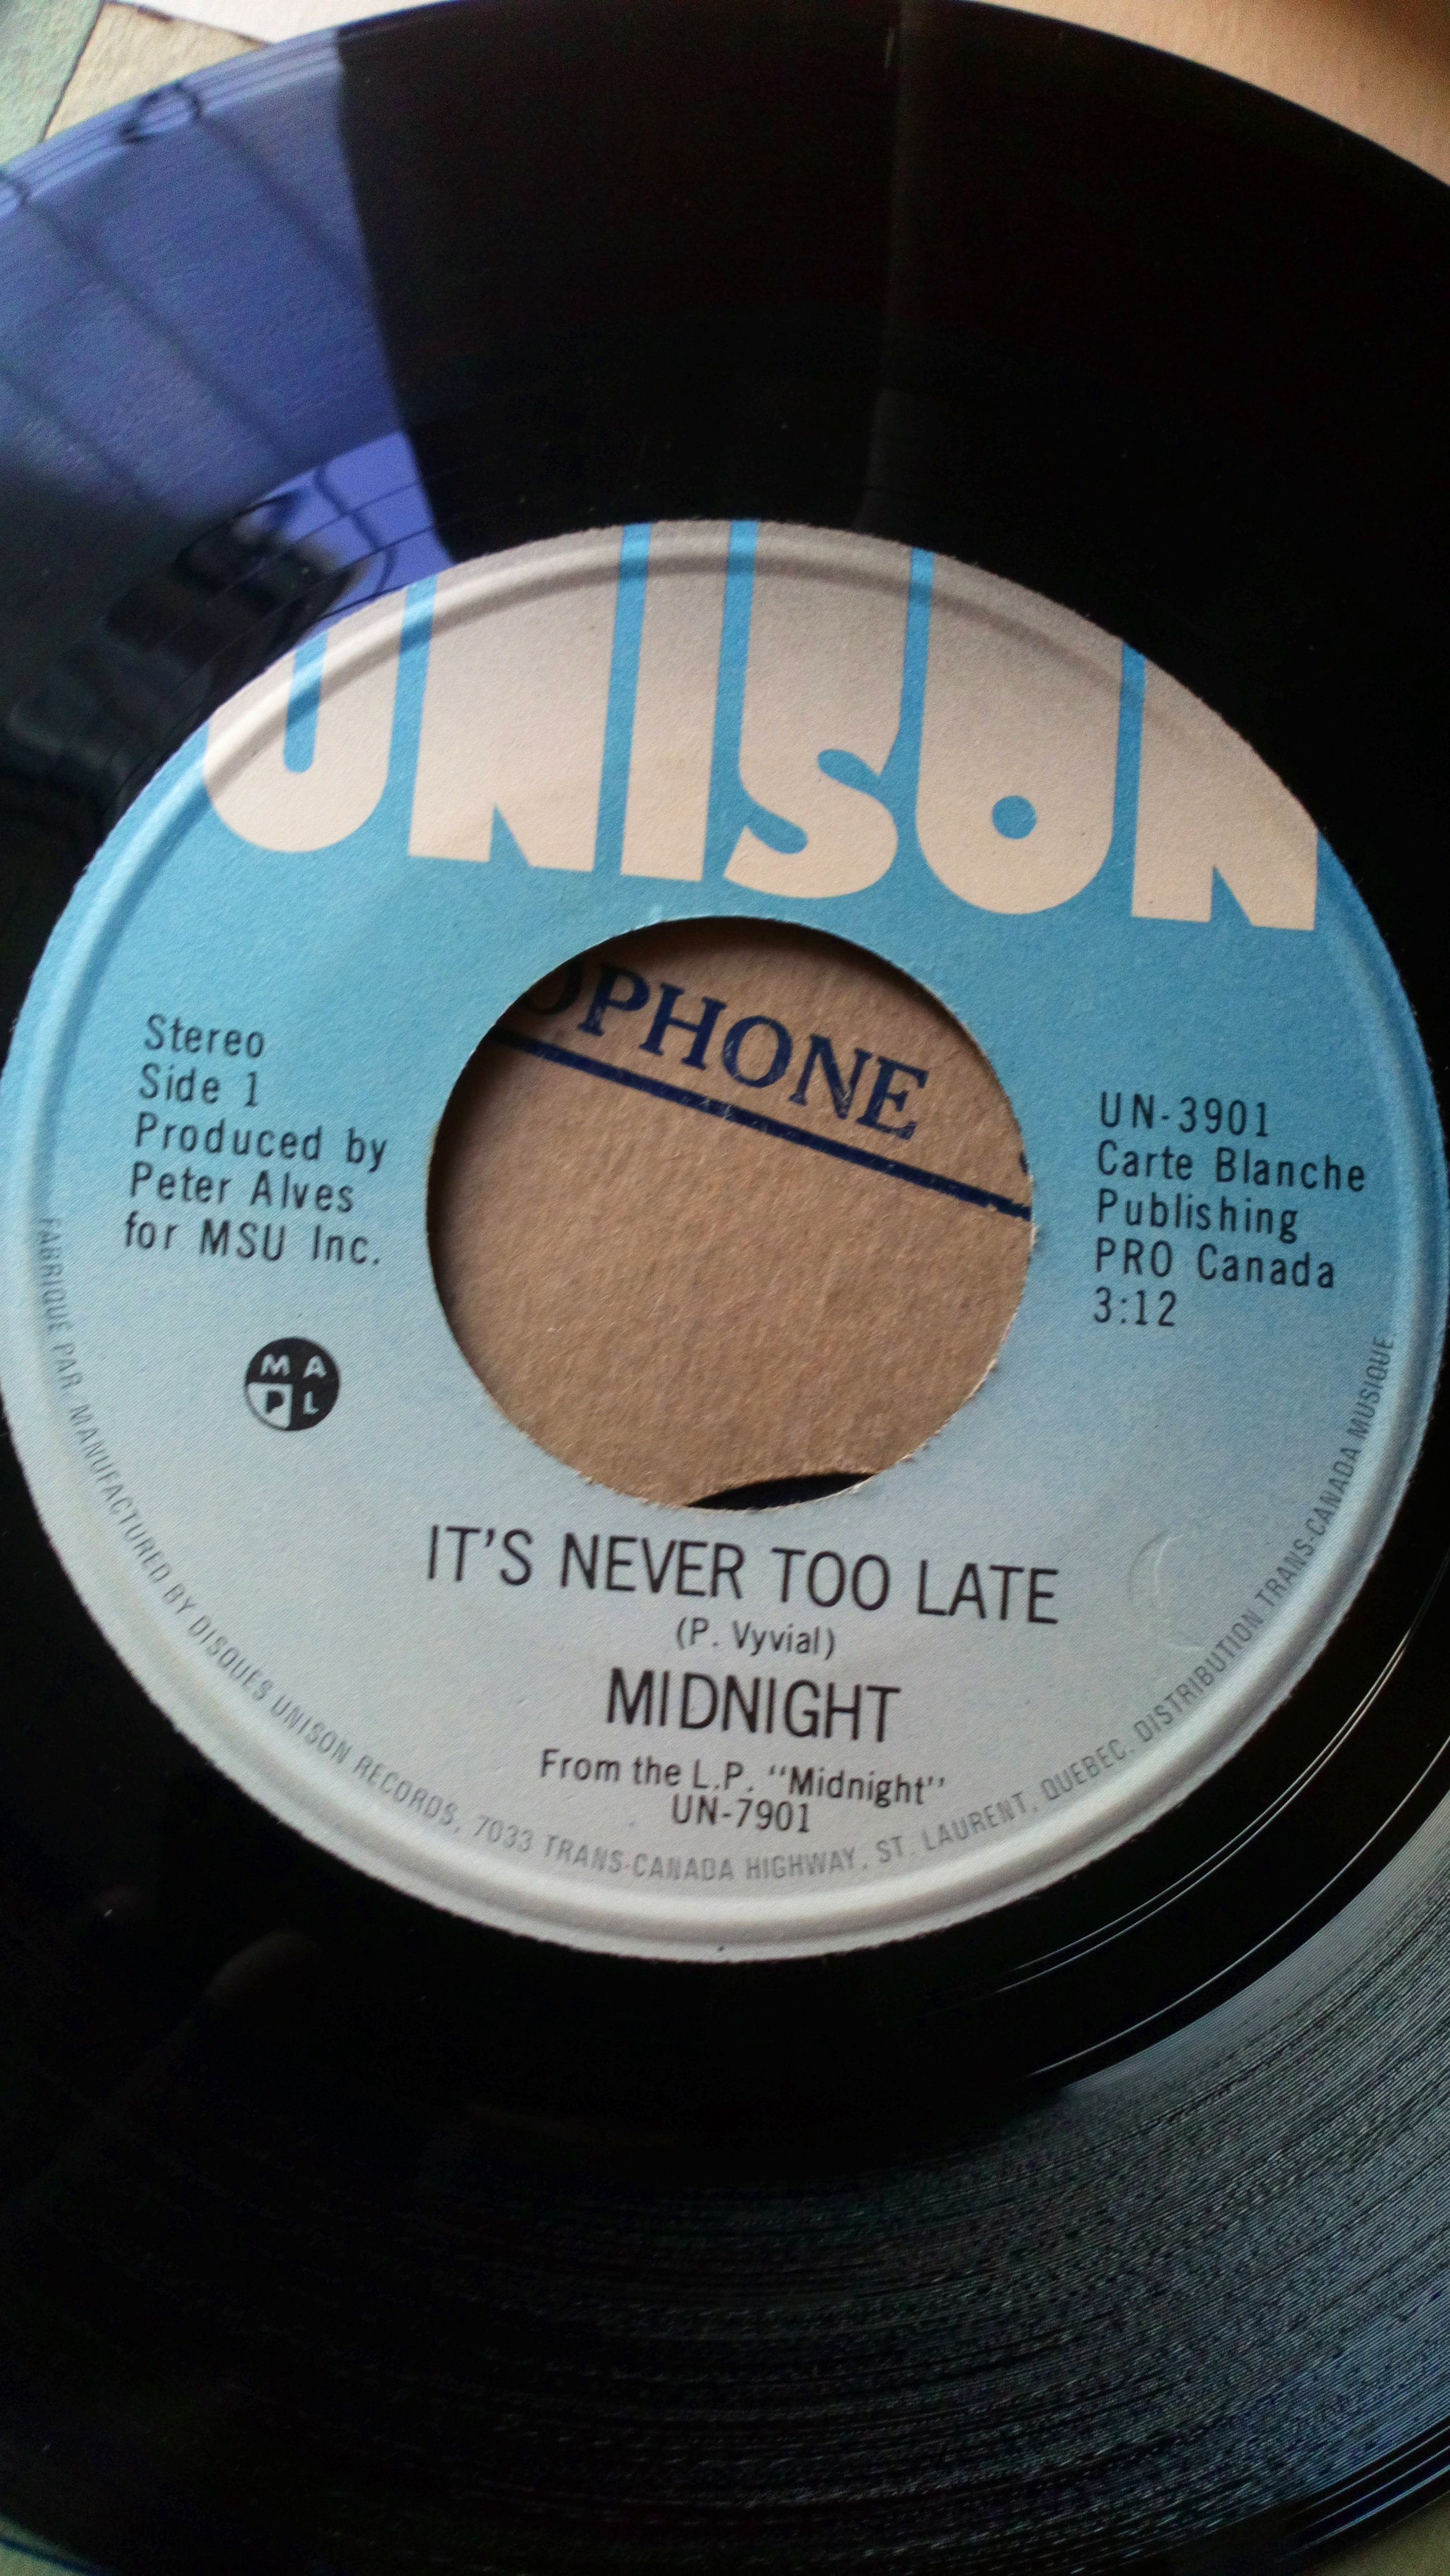 UNISON
OPHONE
Stereo
Side 1
Produced by
Peter Alves
for MSU Inc.
UN-3901
Carte Blanche
Publishing
PRO Canada
3:12
M A
P L
IT'S NEVER TOO LATE
(P. Vyvial)
MIDNIGHT
From the L.P. "Midnight"
UN-7901
FABRIQUE PAR MANUFACTURED BY DISQUES UNISON RECORDS, 7033 TRANS-CANADA HIGHWAY, ST. LAURENT, QUEBEC. DISTRIBUTION TRANS-CANADA MUSIQUE.